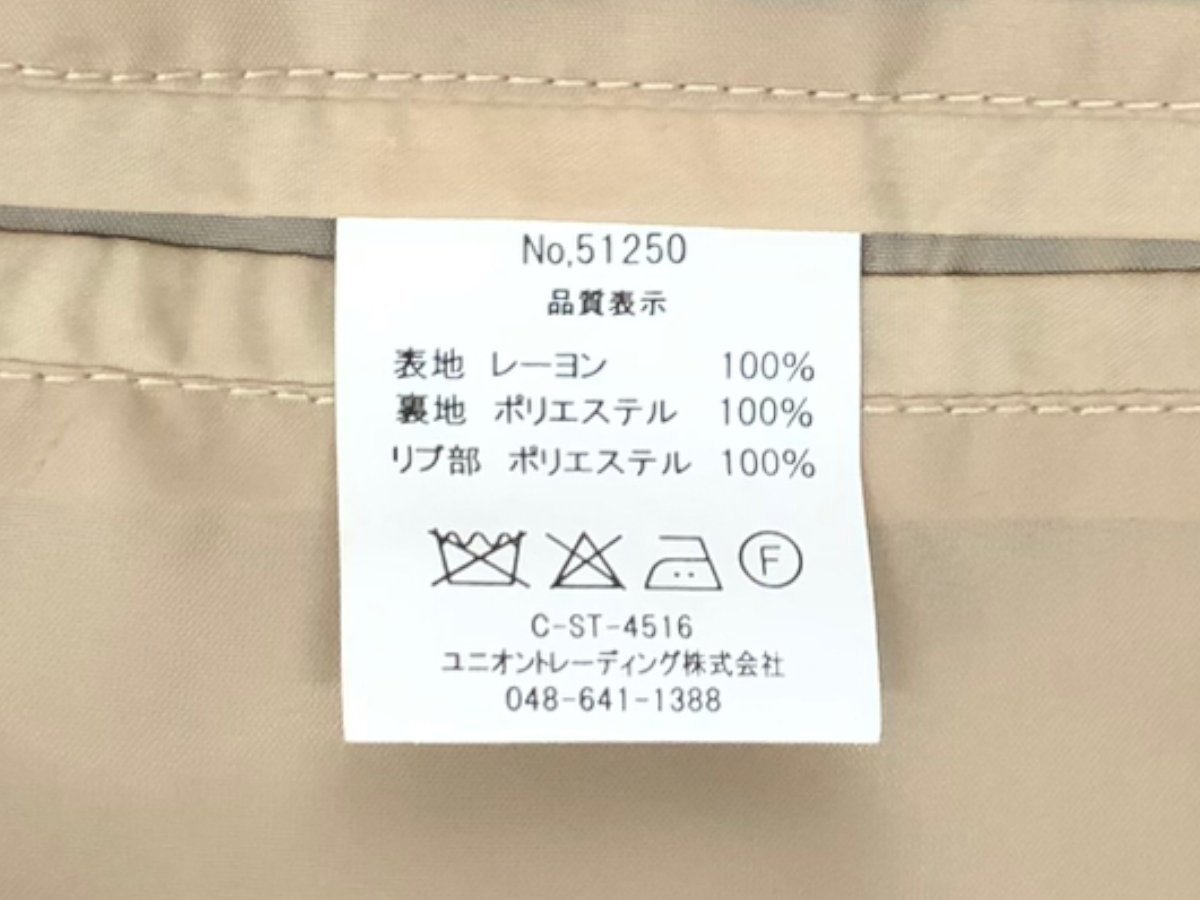 No,51250
品質表示
表地 レーヨン 100%
裏地 ポリエステル 100%
リブ部 ポリエステル 100%
F
C-ST-4516
ユニオントレーディング株式会社
048-641-1388